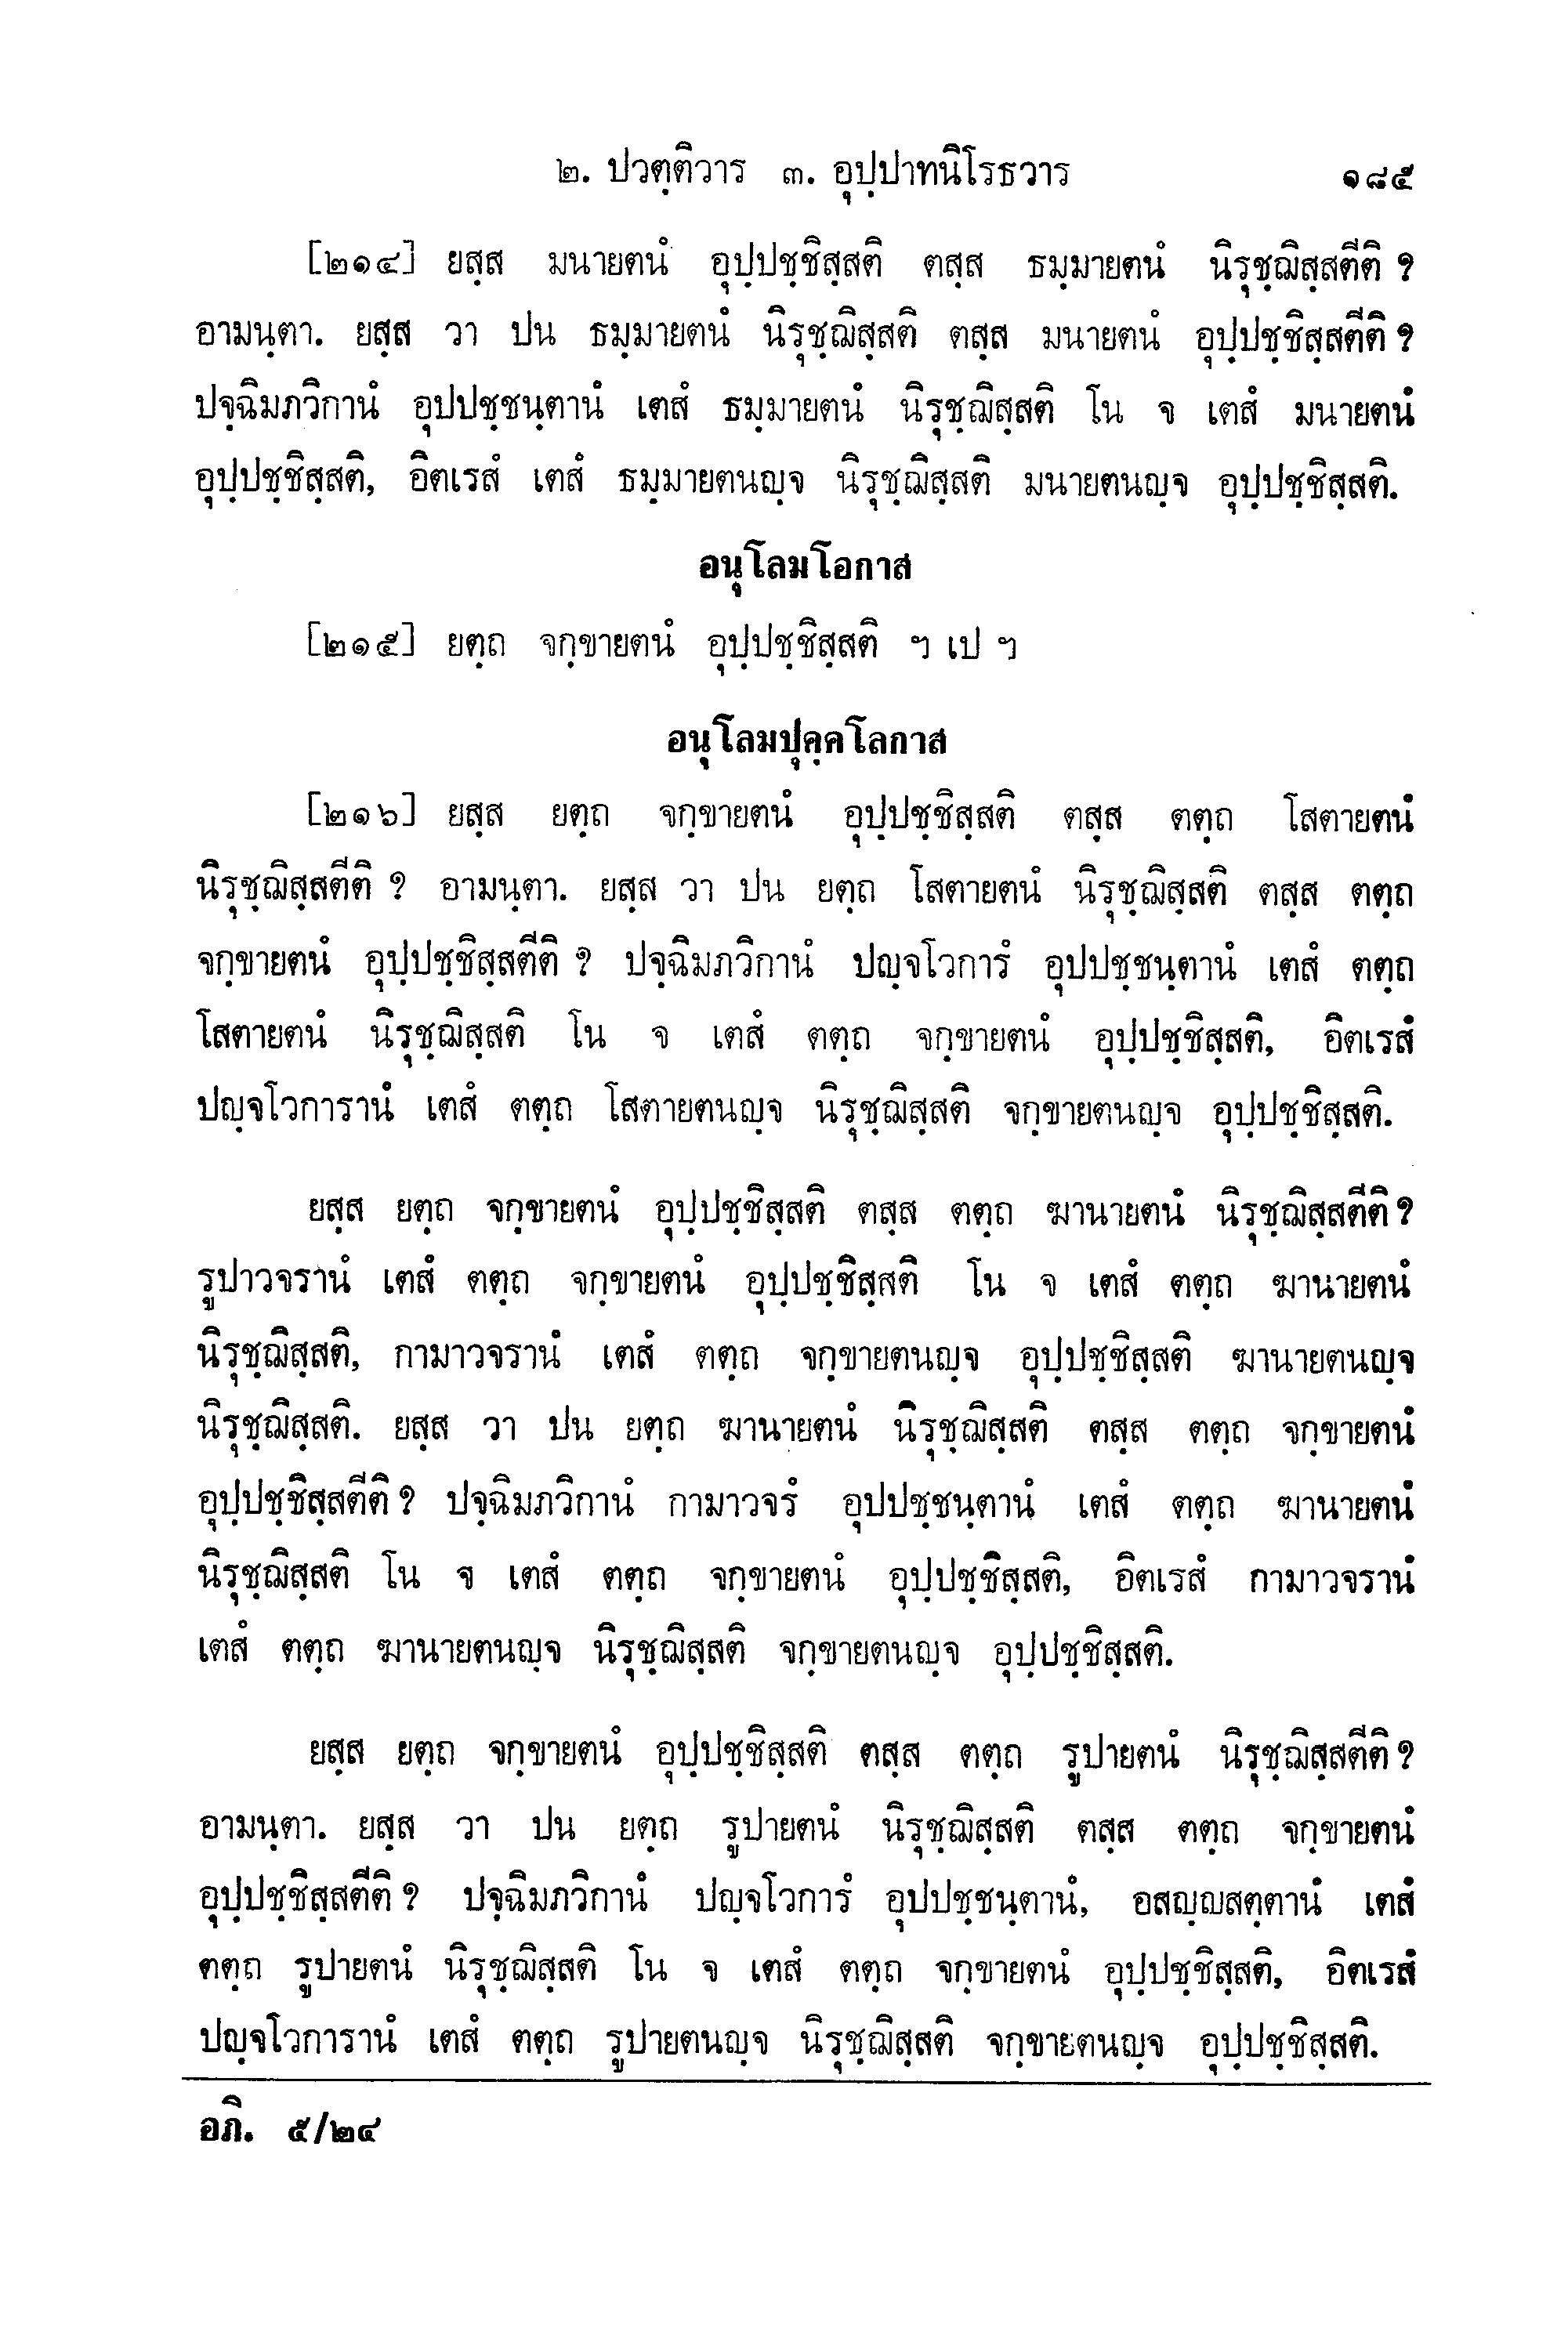 ๒. ปวตฺติวาร ๓. อุปฺปาทนิโรธวาร ๑๘๕
[๒๑๔] ยสฺส มนายตนํ อุปฺปชฺชิสฺสติ ตสฺส ธมฺมายตนํ นิรุชฺฌิสฺสตีติ ?
อามนฺตา. ยสฺส วา ปน ธมฺมายตนํ นิรุชฺฌิสฺสติ ตสฺส มนายตนํ อุปฺปชฺชิสฺสตีติ ?
ปจฺฉิมภวิกานํ อุปปชฺชนฺตานํ เตสํ ธมฺมายตนํ นิรุชฺฌิสฺสติ โน จ เตสํ มนายตนํ
อุปฺปชฺชิสฺสติ, อิตเรสํ เตสํ ธมฺมายตนญฺจ นิรุชฺฌิสฺสติ มนายตนญฺจ อุปฺปชฺชิสฺสติ.
อนุโลมโอกาส
[๒๑๕] ยตฺถ จกฺขายตนํ อุปฺปชฺชิสฺสติ ฯ เป ฯ
อนุโลมปุคฺคโลกาส
[๒๑๖] ยสฺส ยตฺถ จกฺขายตนํ อุปฺปชฺชิสฺสติ ตสฺส ตตฺถ โสตายตนํ
นิรุชฺฌิสฺสตีติ ? อามนฺตา. ยสฺส วา ปน ยตฺถ โสตายตนํ นิรุชฺฌิสฺสติ ตสฺส ตตฺถ
จกฺขายตนํ อุปฺปชฺชิสฺสตีติ ? ปจฺฉิมภวิกานํ ปญฺจโวการํ อุปปชฺชนฺตานํ เตสํ ตตฺถ
โสตายตนํ นิรุชฺฌิสฺสติ โน จ เตสํ ตตฺถ จกฺขายตนํ อุปฺปชฺชิสฺสติ, อิตเรสํ
ปญฺจโวการานํ เตสํ ตตฺถ โสตายตนญฺจ นิรุชฺฌิสฺสติ จกฺขายตนญฺจ อุปฺปชฺชิสฺสติ.
ยสฺส ยตฺถ จกฺขายตนํ อุปฺปชฺชิสฺสติ ตสฺส ตตฺถ ฆานายตนํ นิรุชฺฌิสฺสตีติ ?
รูปาวจรานํ เตสํ ตตฺถ จกฺขายตนํ อุปฺปชฺชิสฺสติ โน จ เตสํ ตตฺถ ฆานายตนํ
นิรุชฺฌิสฺสติ, กามาวจรานํ เตสํ ตตฺถ จกฺขายตนญฺจ อุปฺปชฺชิสฺสติ ฆานายตนญฺจ
นิรุชฺฌิสฺสติ. ยสฺส วา ปน ยตฺถ ฆานายตนํ นิรุชฺฌิสฺสติ ตสฺส ตตฺถ จกฺขายตนํ
อุปฺปชฺชิสฺสตีติ ? ปจฺฉิมภวิกานํ กามาวจรํ อุปปชฺชนฺตานํ เตสํ ตตฺถ ฆานายตนํ
นิรุชฺฌิสฺสติ โน จ เตสํ ตตฺถ จกฺขายตนํ อุปฺปชฺชิสฺสติ, อิตเรสํ กามาวจรานํ
เตสํ ตตฺถ ฆานายตนญฺจ นิรุชฺฌิสฺสติ จกฺขายตนญฺจ อุปฺปชฺชิสฺสติ.
ยสฺส ยตฺถ จกฺขายตนํ อุปฺปชฺชิสฺสติ ตสฺส ตตฺถ รูปายตนํ นิรุชฺฌิสฺสตีติ ?
อามนฺตา. ยสฺส วา ปน ยตฺถ รูปายตนํ นิรุชฺฌิสฺสติ ตสฺส ตตฺถ จกฺขายตนํ
อุปฺปชฺชิสฺสตีติ ? ปจฺฉิมภวิกานํ ปญฺจโวการํ อุปปชฺชนฺตานํ, อสญฺญสตฺตานํ เตสํ
ตตฺถ รูปายตนํ นิรุชฺฌิสฺสติ โน จ เตสํ ตตฺถ จกฺขายตนํ อุปฺปชฺชิสฺสติ, อิตเรสํ
ปญฺจโวการานํ เตสํ ตตฺถ รูปายตนญฺจ นิรุชฺฌิสฺสติ จกฺขายตนญฺจ อุปฺปชฺชิสฺสติ.
อภิ. ๕/๒๔